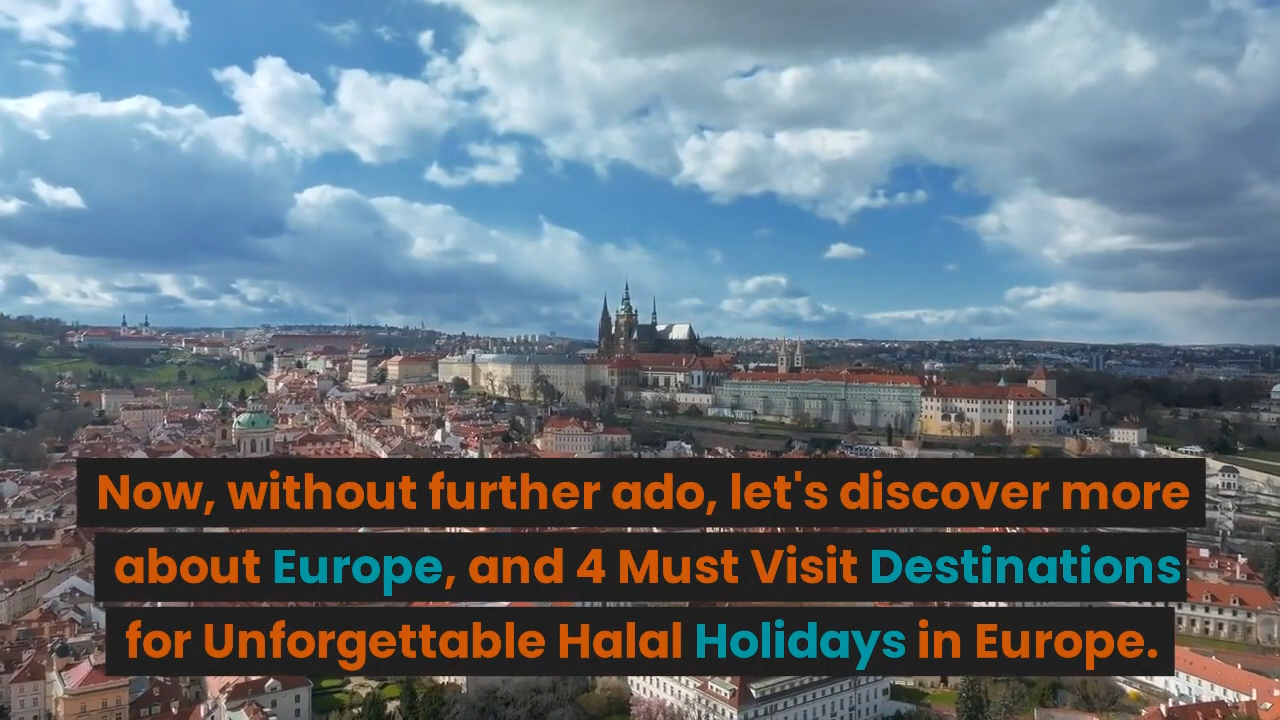 Now, without further ado, let's discover more
about Europe, and 4 Must Visit Destinations
for Unforgettable Halal Holidays in Europe.